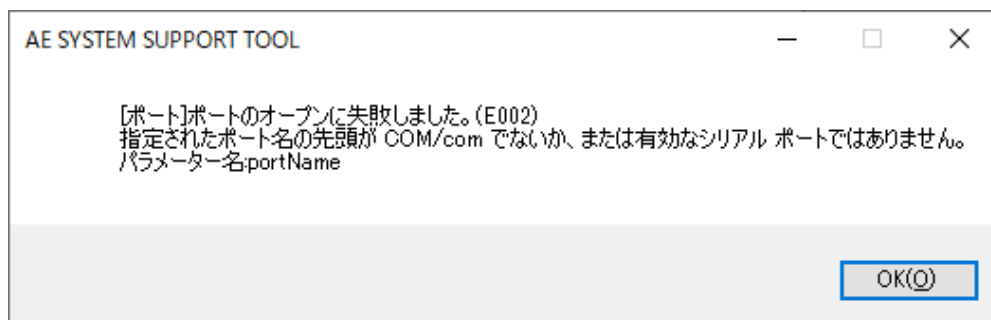 AE SYSTEM SUPPORT TOOL
[ポート]ポートのオープンに失敗しました。(E002)
指定されたポート名の先頭が COM/com でないか、または有効なシリアル ポートではありません。
パラメーター名:portName
OK(O)